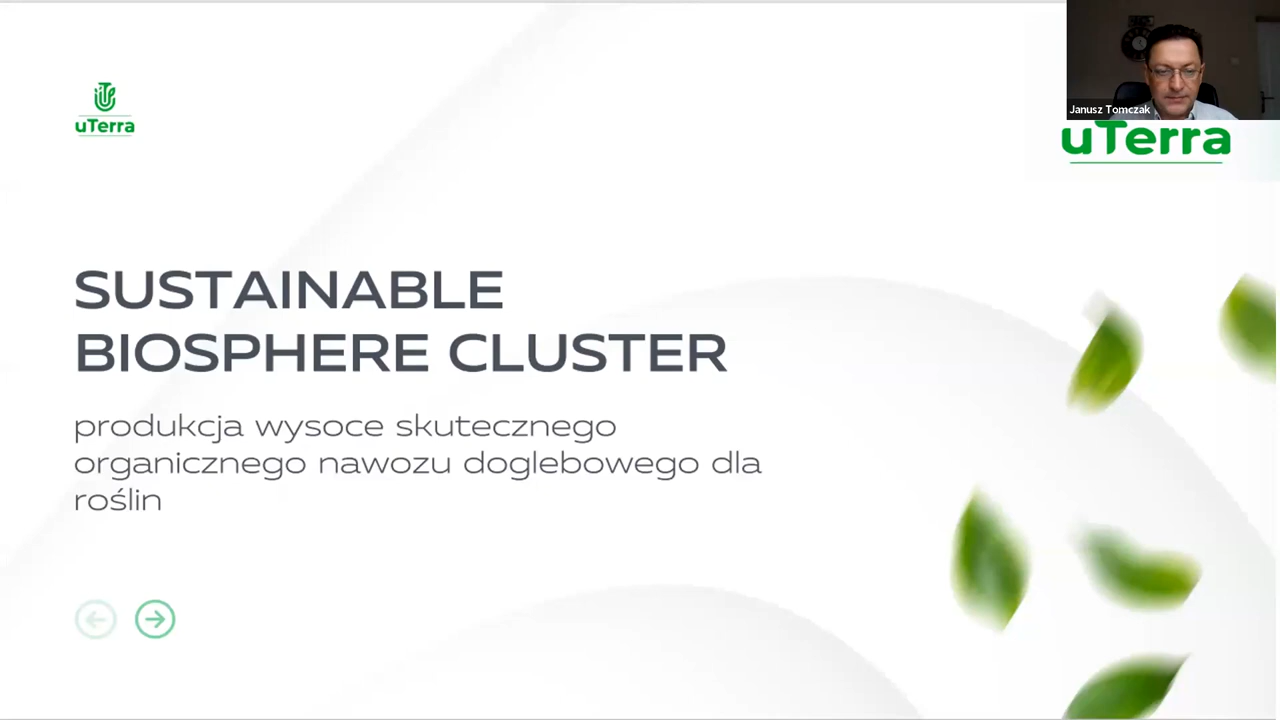 uTerra
Janusz Tomczak
uTerra
SUSTAINABLE
BIOSPHERE CLUSTER
produkcja wysoce skutecznego
organicznego nawozu doglebowego dla
roślin